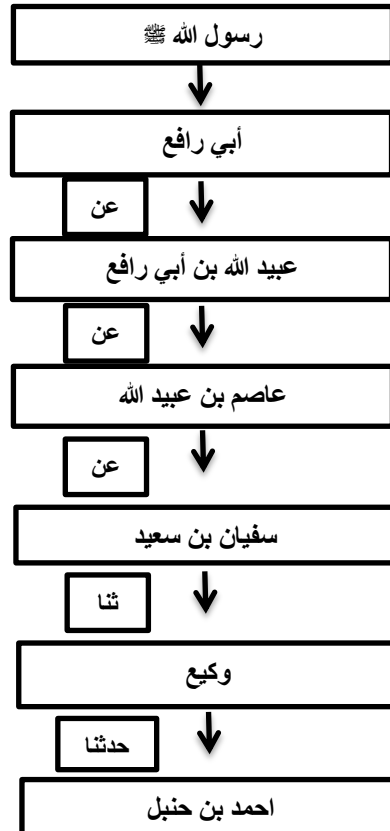 رسول الله ﷺ
أبي رافع
عن
عبيد الله بن أبي رافع
عن
عاصم بن عبيد الله
عن
سفيان بن سعيد
ثنا
وكيع
حدثنا
احمد بن حنبل